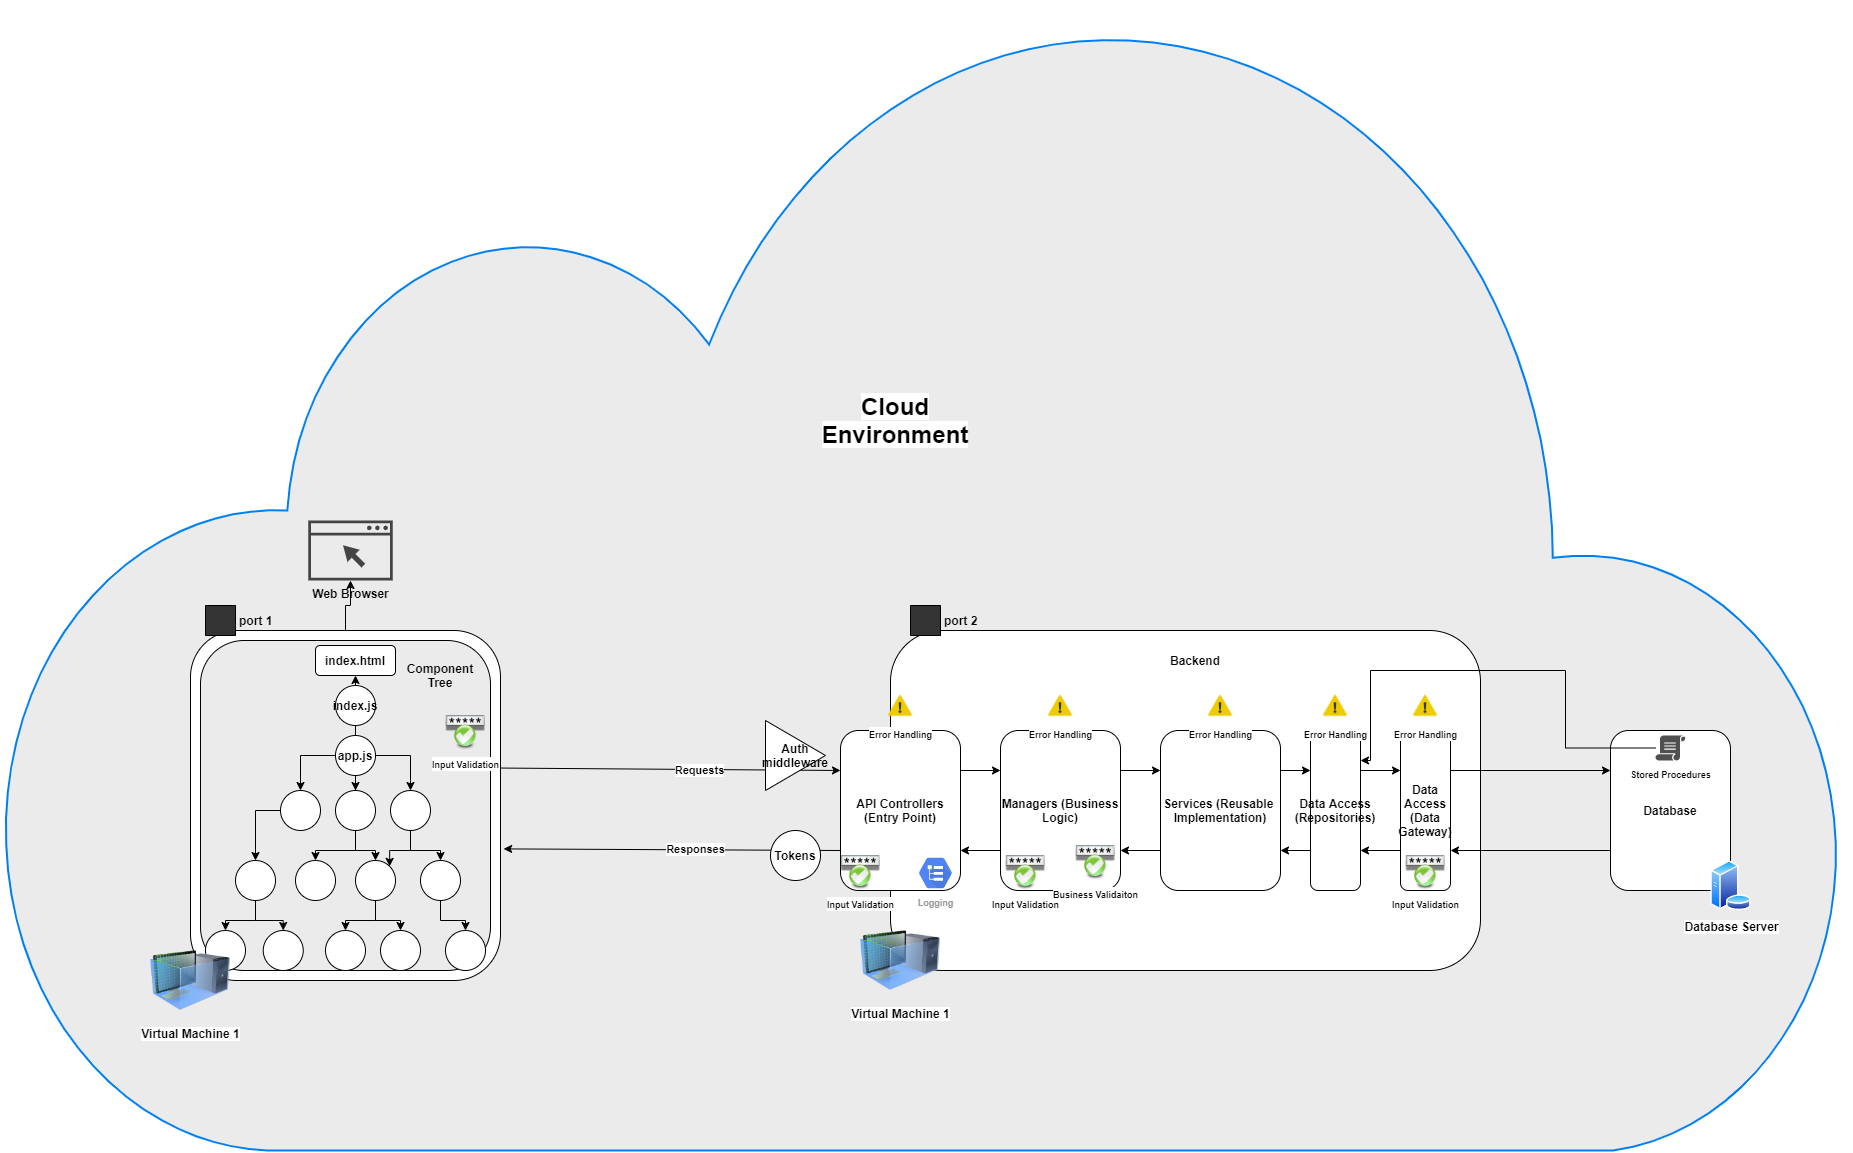 Cloud
Environment
Web Browser
port 1
port 2
index.html
Component
Tree
index.js
*****
app.js
Input Validation
Backend
Error Handling
Error Handling
Error Handling
Error Handling
Error Handling
Auth
middleware
Requests
Stored Procedures
API Controllers
(Entry Point)
Managers (Business
Logic)
Services (Reusable
Implementation)
Data Access
(Repositories)
Data
Access
(Data
Gateway)
Database
Responses
Tokens
*****
*****
*****
*****
Input Validation
Logging
Input Validation
Business Validaiton
Input Validation
Database Server
Virtual Machine 1
Virtual Machine 1